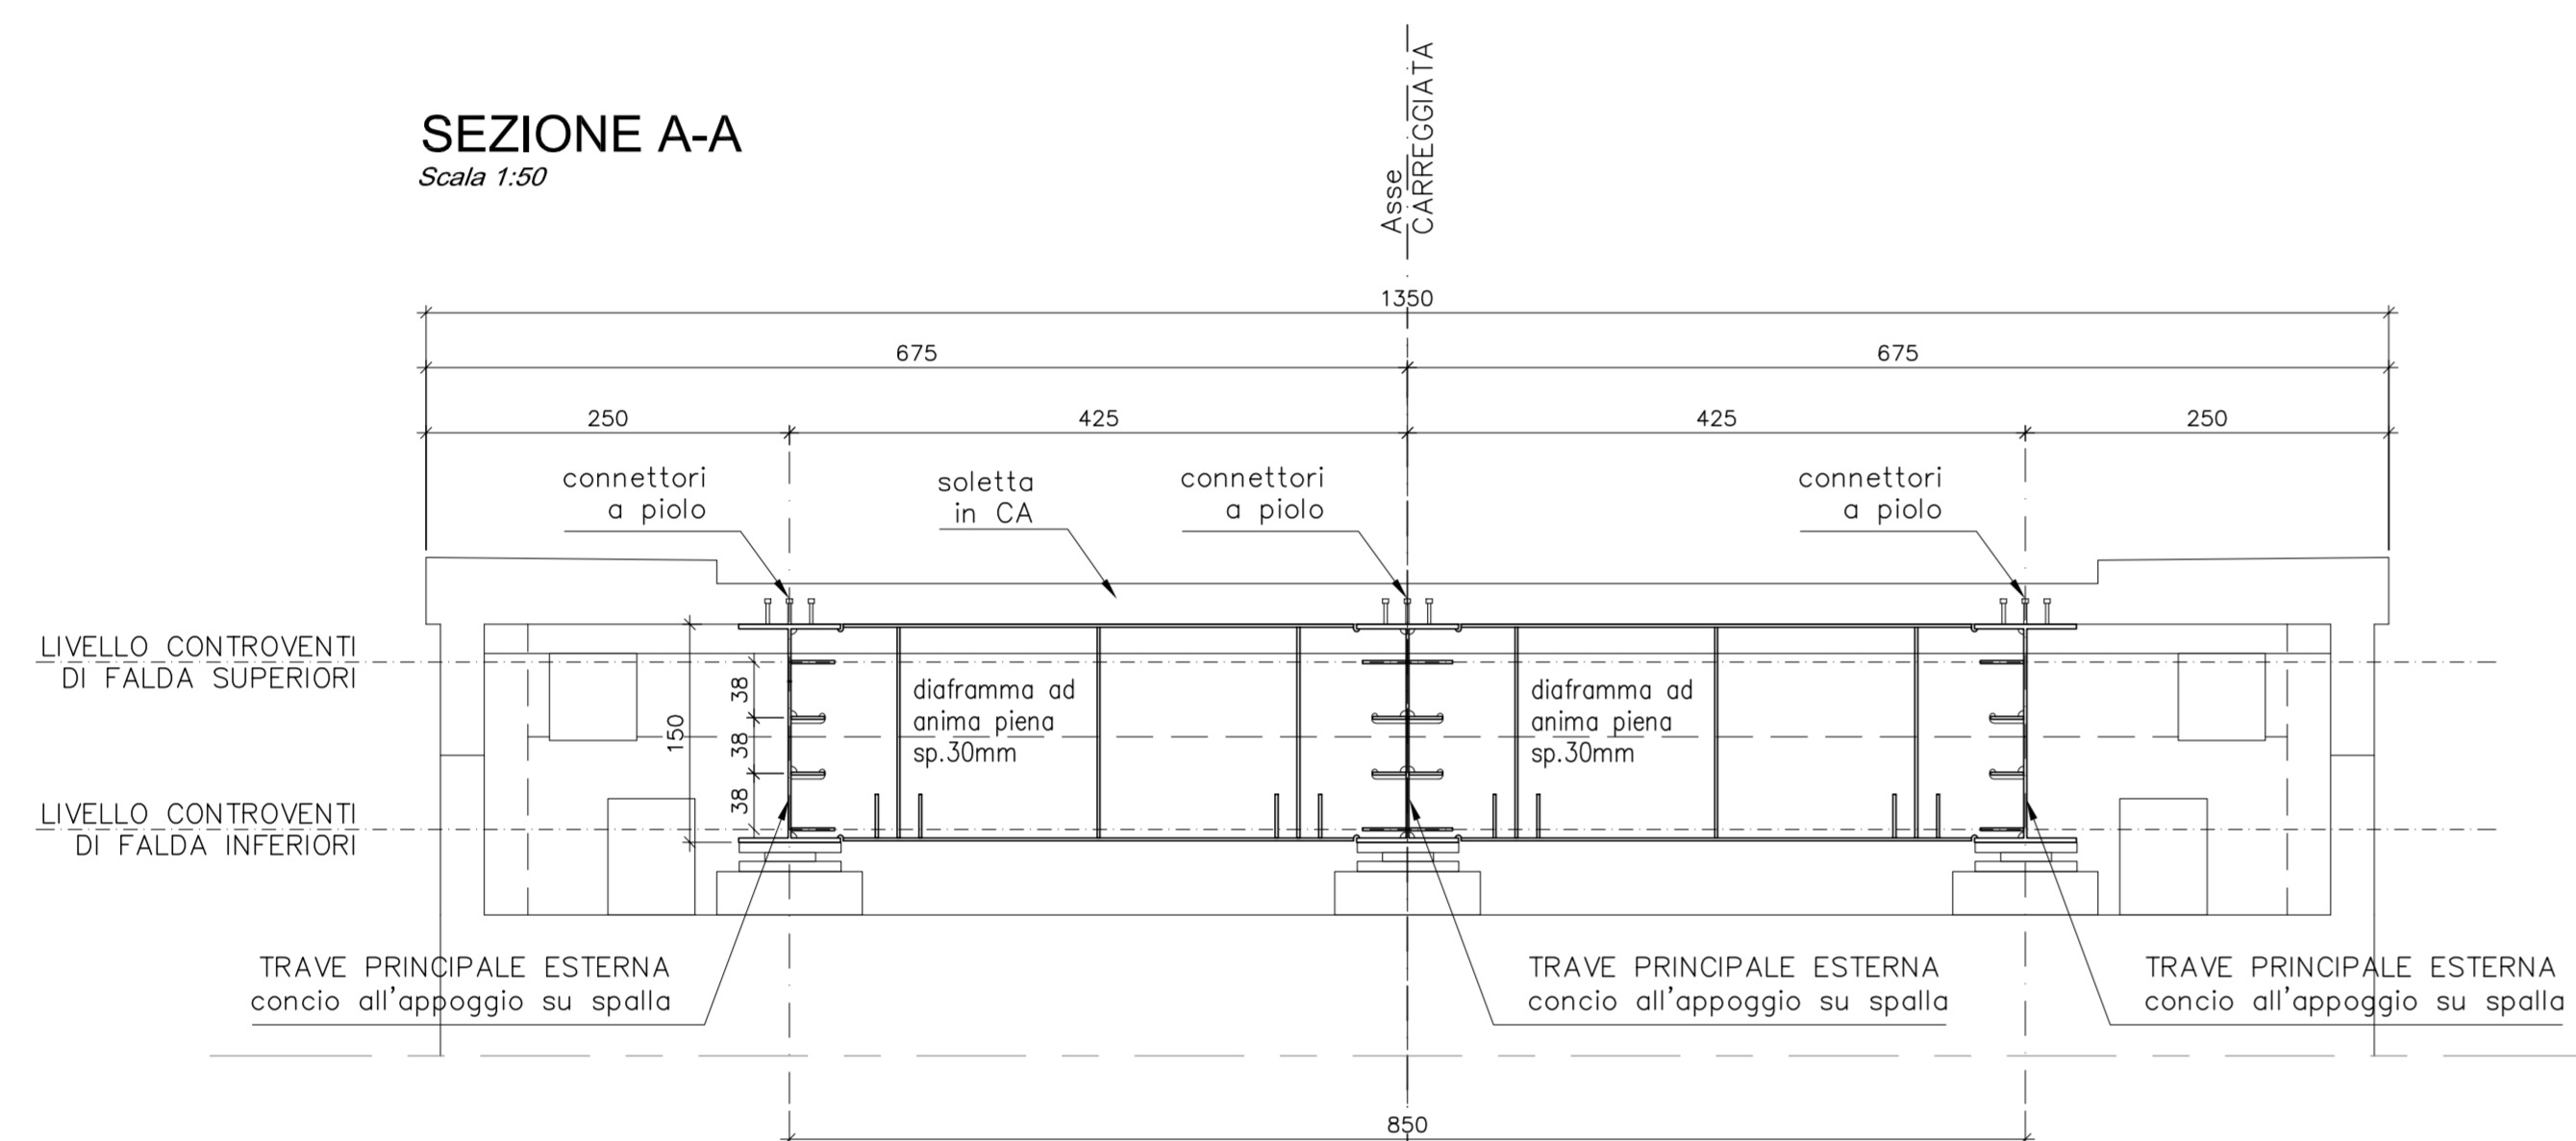 SEZIONE A-A
Scala 1:50
Asse
CARREGGIATA
1350
675
675
250
425
425
250
connettori
a piolo
soletta
in CA
connettori
a piolo
connettori
a piolo
LIVELLO CONTROVENTI
DI FALDA SUPERIORI
150
38
38
38
diaframma ad
anima piena
sp.30mm
diaframma ad
anima piena
sp.30mm
LIVELLO CONTROVENTI
DI FALDA INFERIORI
TRAVE PRINCIPALE ESTERNA
concio all'appoggio su spalla
TRAVE PRINCIPALE ESTERNA
concio all'appoggio su spalla
TRAVE PRINCIPALE ESTERNA
concio all'appoggio su spalla
850